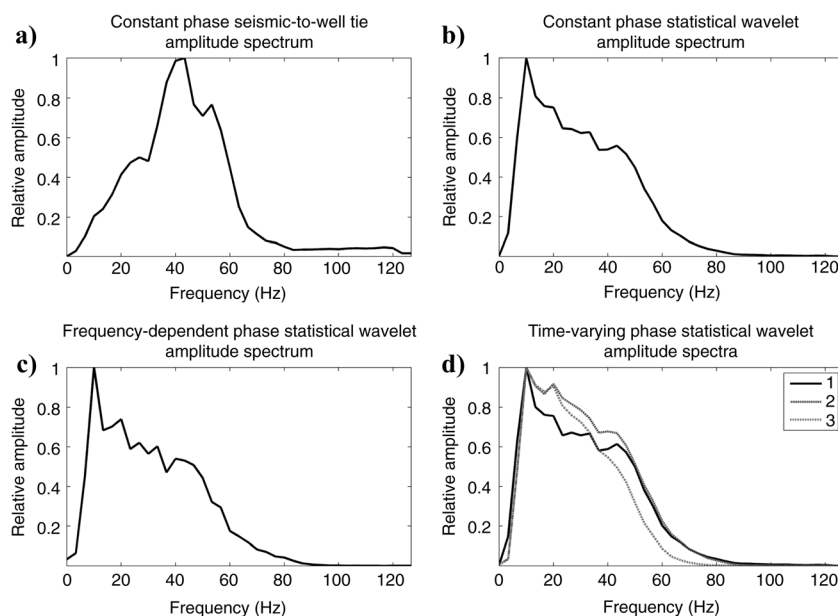 a)
Constant phase seismic-to-well tie
amplitude spectrum
Relative amplitude
1
0.8
0.6
0.4
0.2
0 20 40 60 80 100 120
Frequency (Hz)
b)
Constant phase statistical wavelet
amplitude spectrum
Relative amplitude
1
0.8
0.6
0.4
0.2
0 20 40 60 80 100 120
Frequency (Hz)
c)
Frequency-dependent phase statistical wavelet
amplitude spectrum
Relative amplitude
1
0.8
0.6
0.4
0.2
0 20 40 60 80 100 120
Frequency (Hz)
d)
Time-varying phase statistical wavelet
amplitude spectra
Relative amplitude
1
0.8
0.6
0.4
0.2
0 20 40 60 80 100 120
Frequency (Hz)
1
2
3